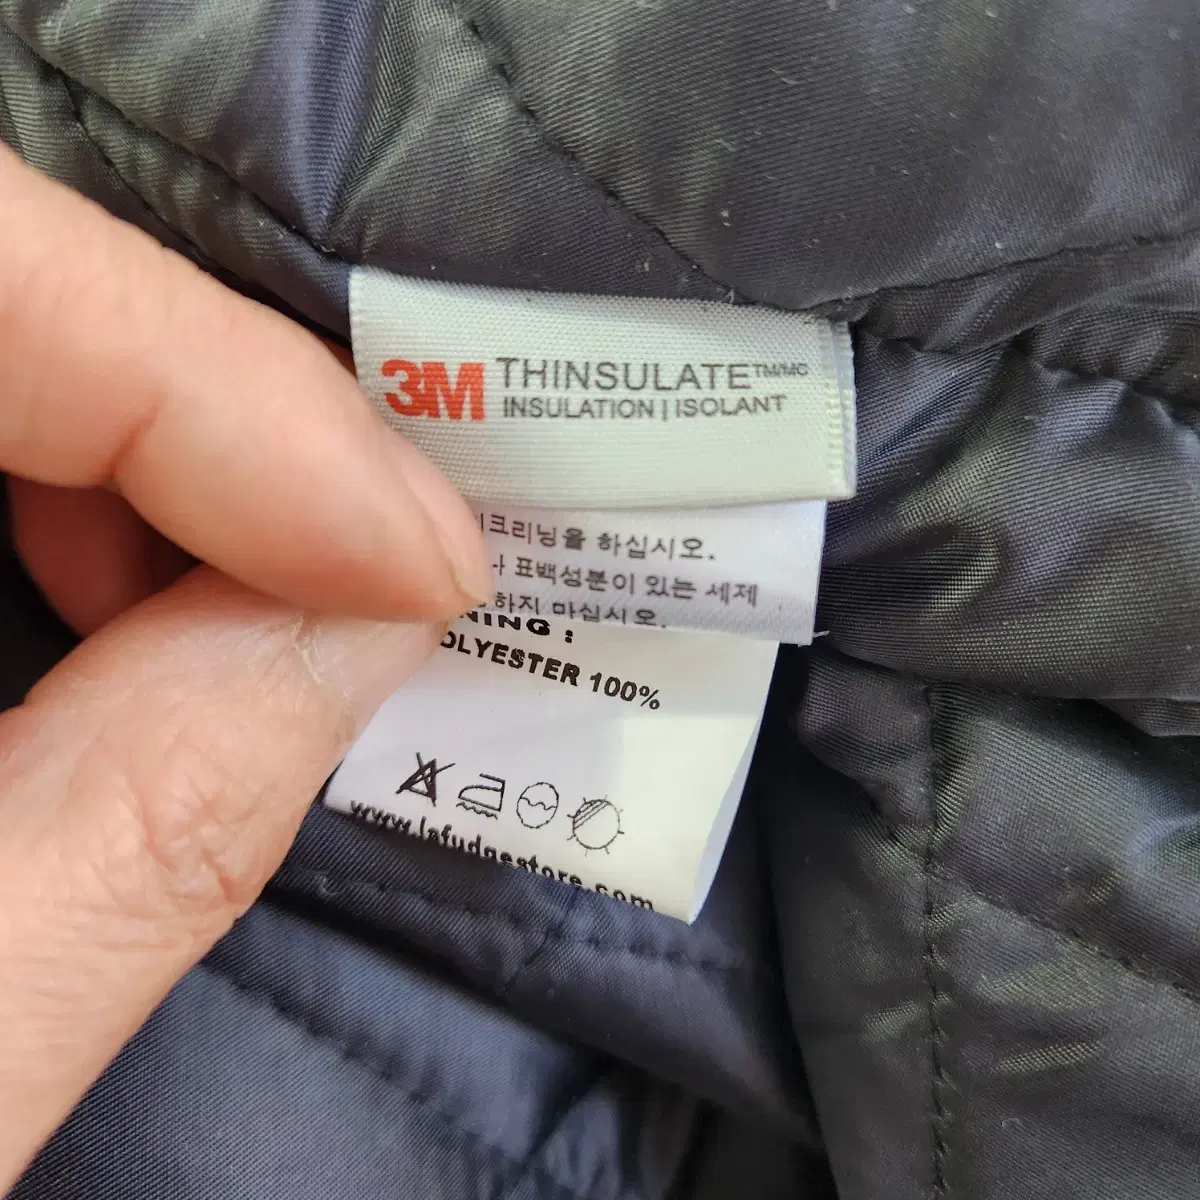 3M THINSULATE™/MC
INSULATION | ISOLANT
크리닝을 하십시오.
표백성분이 있는 세제
하지 마십시오.
NING :
OLYESTER 100%
www.lafudgestore.com